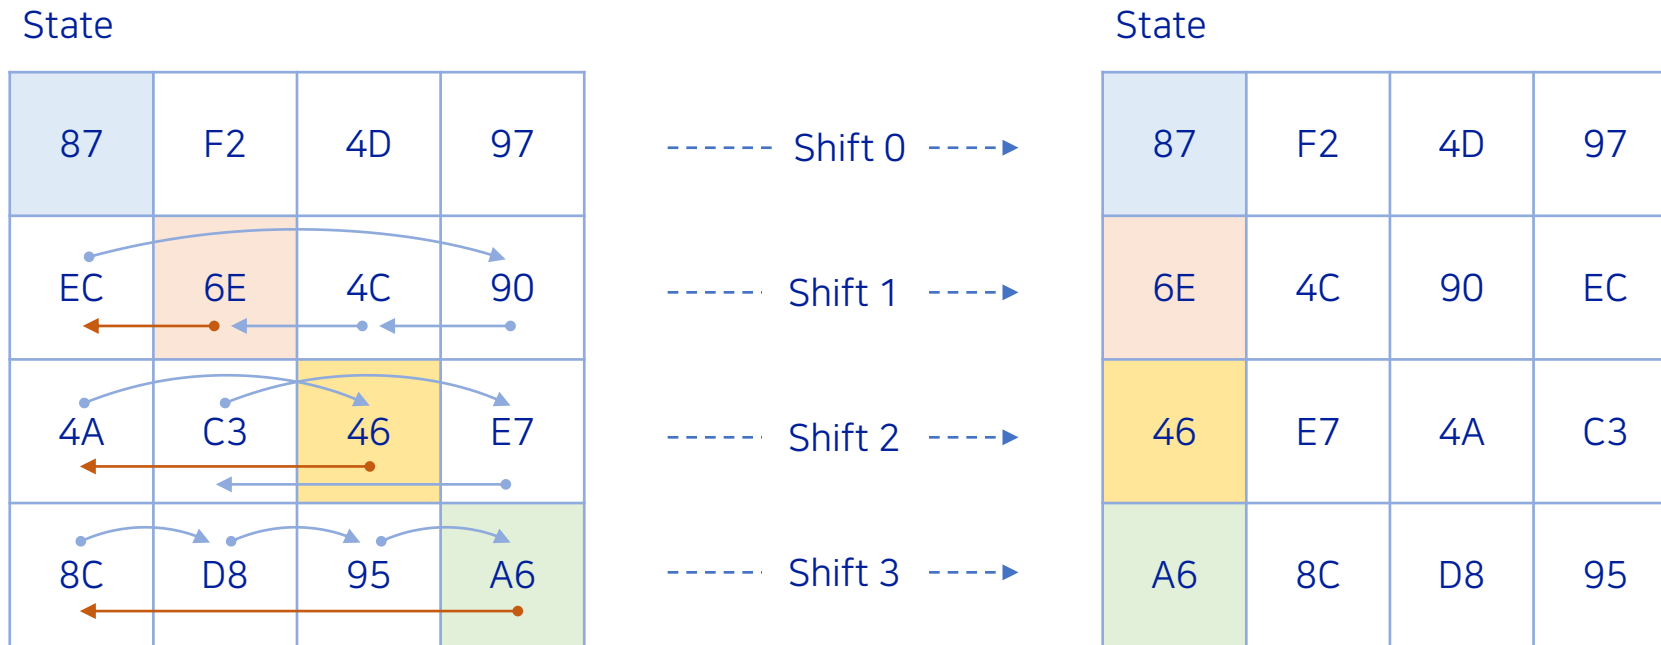 State State
87 F2 4D 97 Shift 0 87 F2 4D 97
EC 6E 4C 90 Shift 1 6E 4C 90 EC
4A C3 46 E7 Shift 2 46 E7 4A C3
8C D8 95 A6 Shift 3 A6 8C D8 95